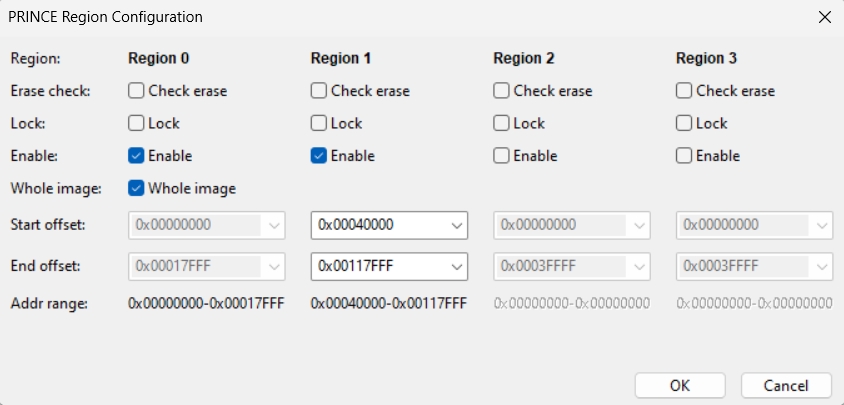 PRINCE Region Configuration
Region: Region 0 Region 1 Region 2 Region 3
Erase check: Check erase Check erase Check erase Check erase
Lock: Lock Lock Lock Lock
Enable: Enable Enable Enable Enable
Whole image: Whole image
Start offset: 0x00000000 0x00040000 0x00000000 0x00000000
End offset: 0x00017FFF 0x00117FFF 0x0003FFFF 0x0003FFFF
Addr range: 0x00000000-0x00017FFF 0x00040000-0x00117FFF 0x00000000-0x00000000 0x00000000-0x00000000
OK Cancel